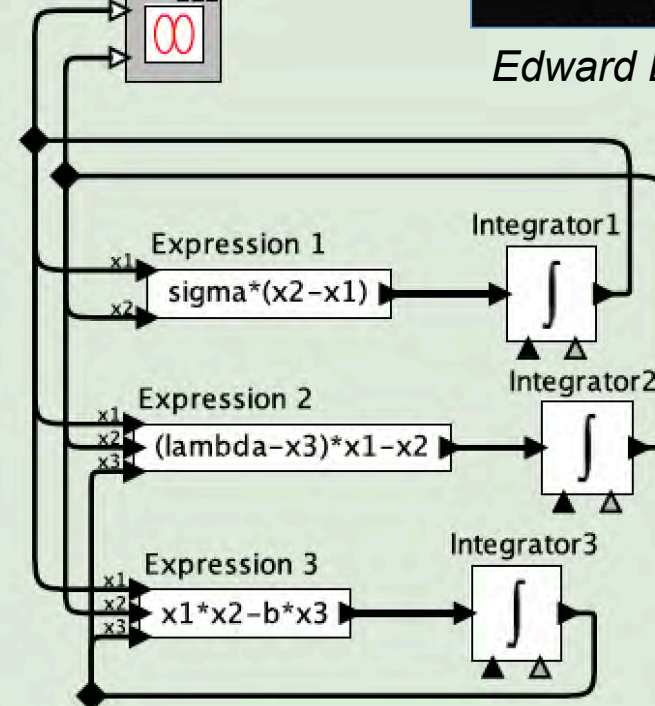 Edward
Integrator1
Expression 1
x1
sigma*(x2-x1)
∫
x2
Integrator2
Expression 2
x1
x2
(lambda-x3)*x1-x2
∫
x3
Integrator3
Expression 3
x1
x2
x1*x2-b*x3
∫
x3